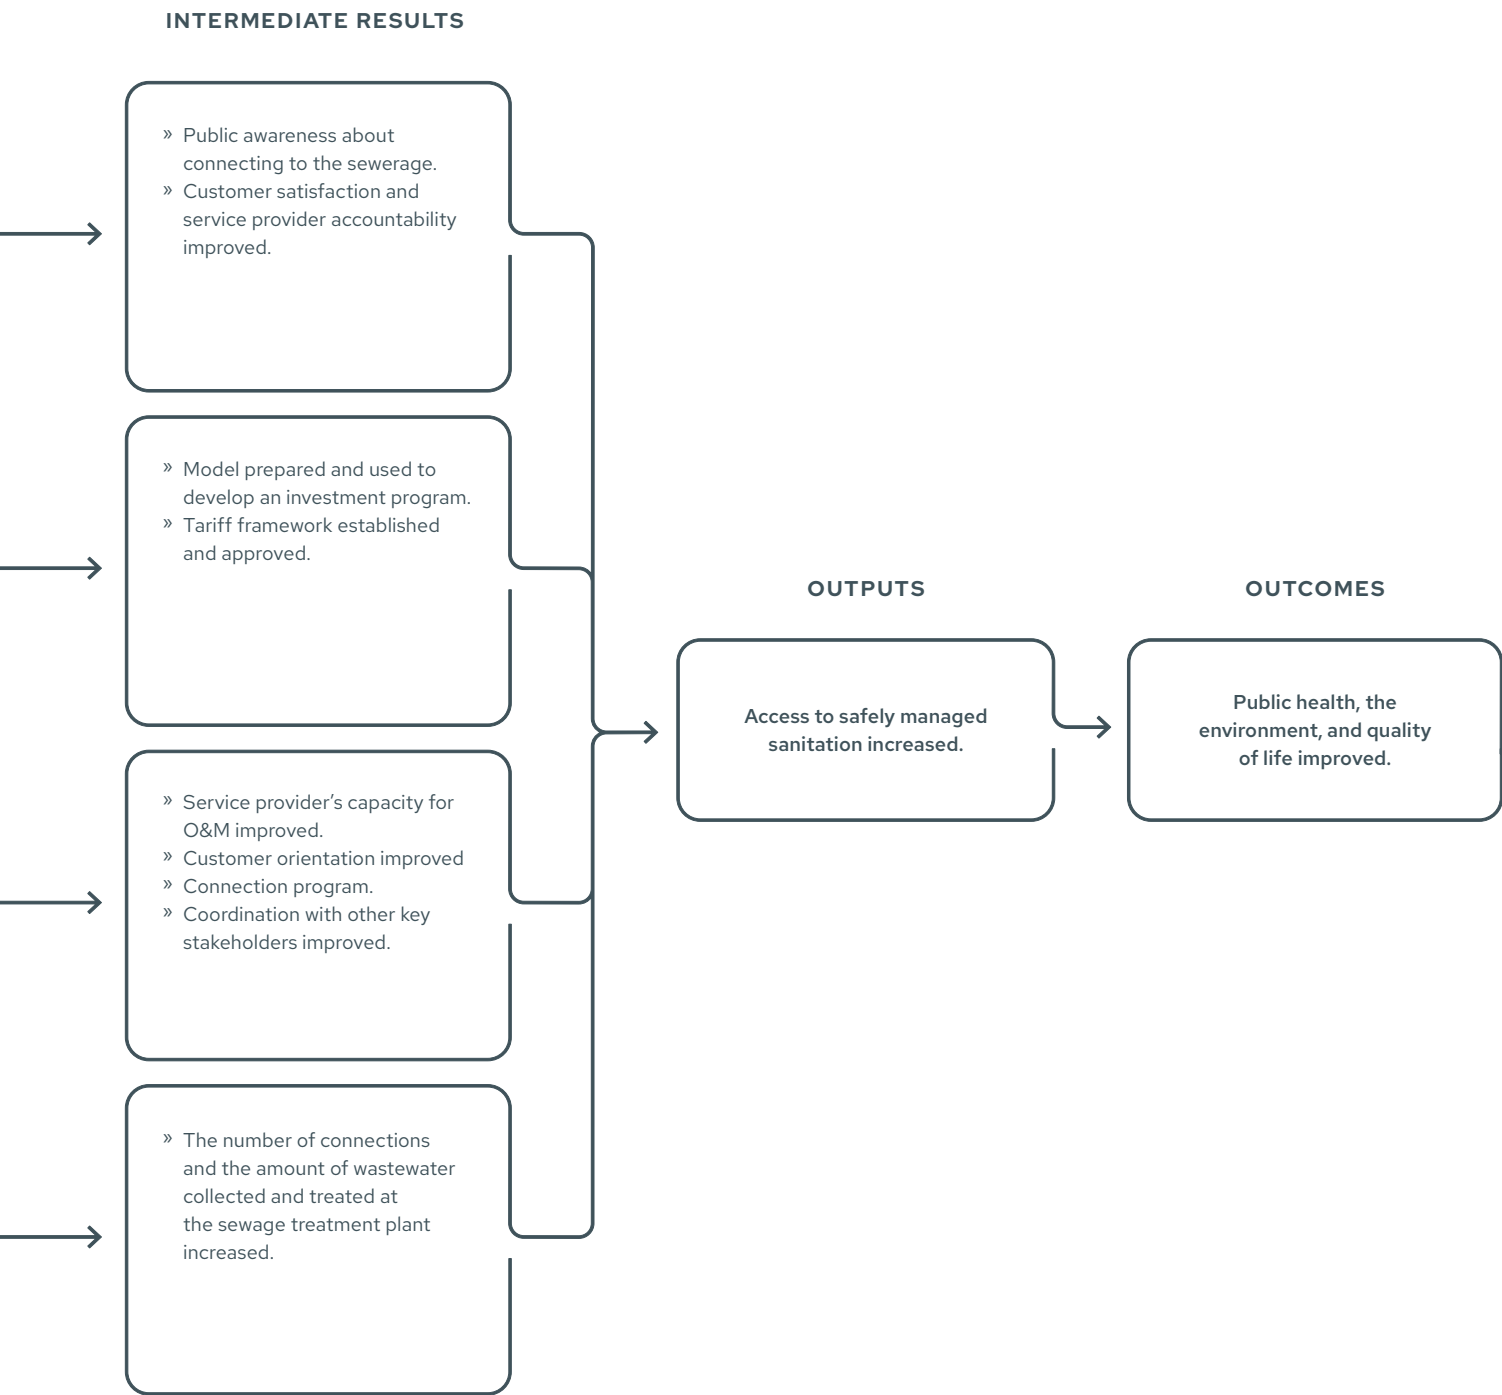 INTERMEDIATE RESULTS
» Public awareness about
connecting to the sewerage.
» Customer satisfaction and
service provider accountability
improved.
» Model prepared and used to
develop an investment program.
» Tariff framework established
and approved.
» Service provider’s capacity for
O&M improved.
» Customer orientation improved
» Connection program.
» Coordination with other key
stakeholders improved.
» The number of connections
and the amount of wastewater
collected and treated at
the sewage treatment plant
increased.
OUTPUTS
Access to safely managed
sanitation increased.
OUTCOMES
Public health, the
environment, and quality
of life improved.